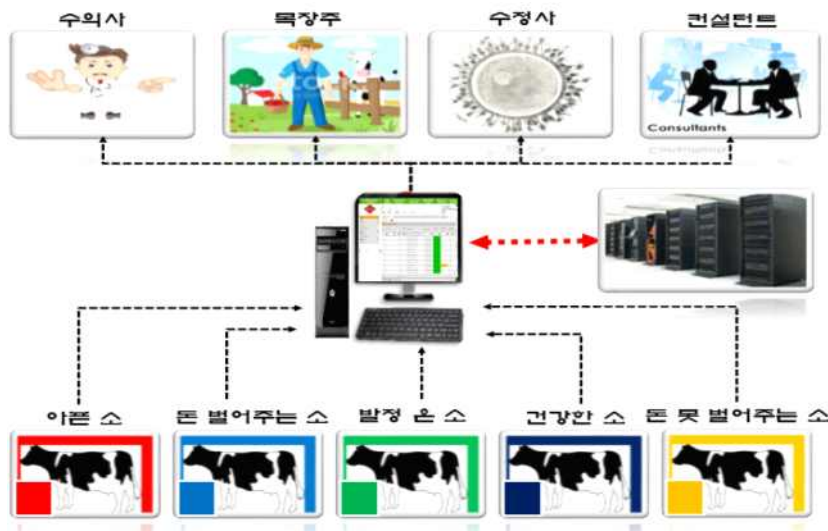 수의사
목장주
수정사
컨설턴트
Consultants
아픈 소
돈 벌어주는 소
발정 온 소
건강한 소
돈 못 벌어주는 소